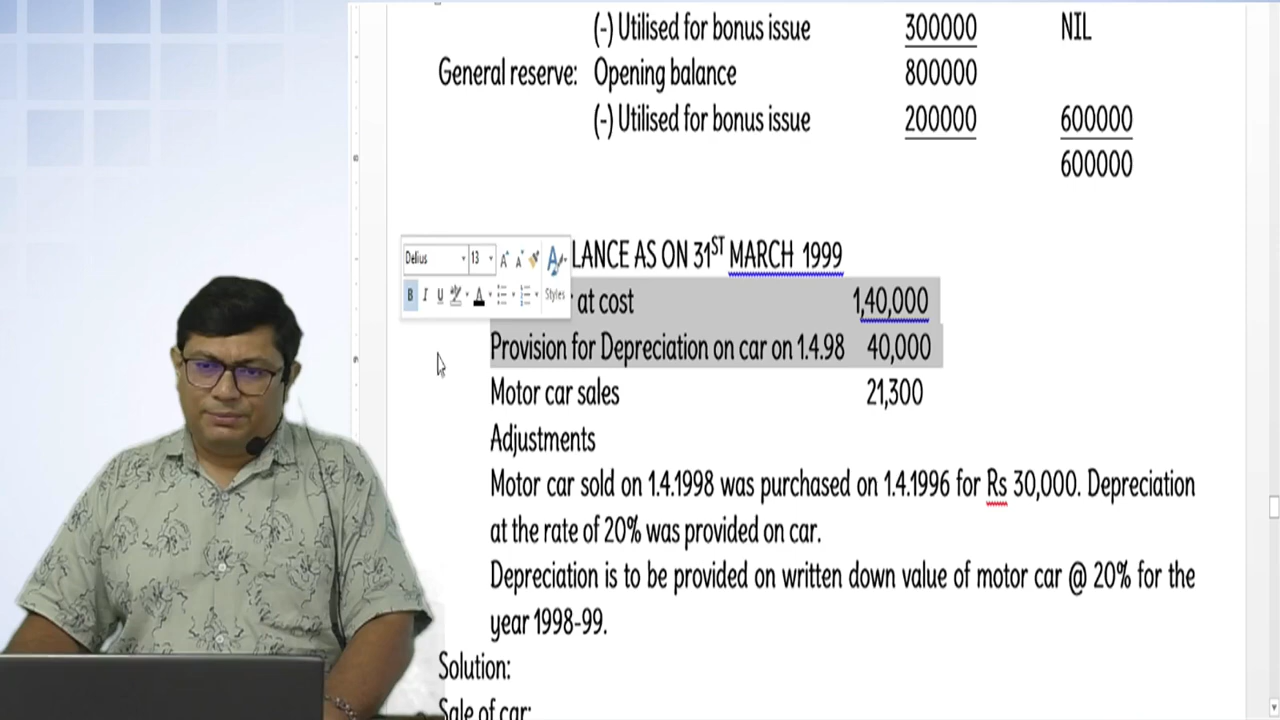 (-) Utilised for bonus issue 300000 NIL
General reserve: Opening balance 800000
(-) Utilised for bonus issue 200000 600000
600000
LANCE AS ON 31ST MARCH 1999
Delius 13
B I U A Styles
at cost 1,40,000
Provision for Depreciation on car on 1.4.98 40,000
Motor car sales 21,300
Adjustments
Motor car sold on 1.4.1998 was purchased on 1.4.1996 for Rs 30,000. Depreciation
at the rate of 20% was provided on car.
Depreciation is to be provided on written down value of motor car @ 20% for the
year 1998-99.
Solution:
Sale of car: